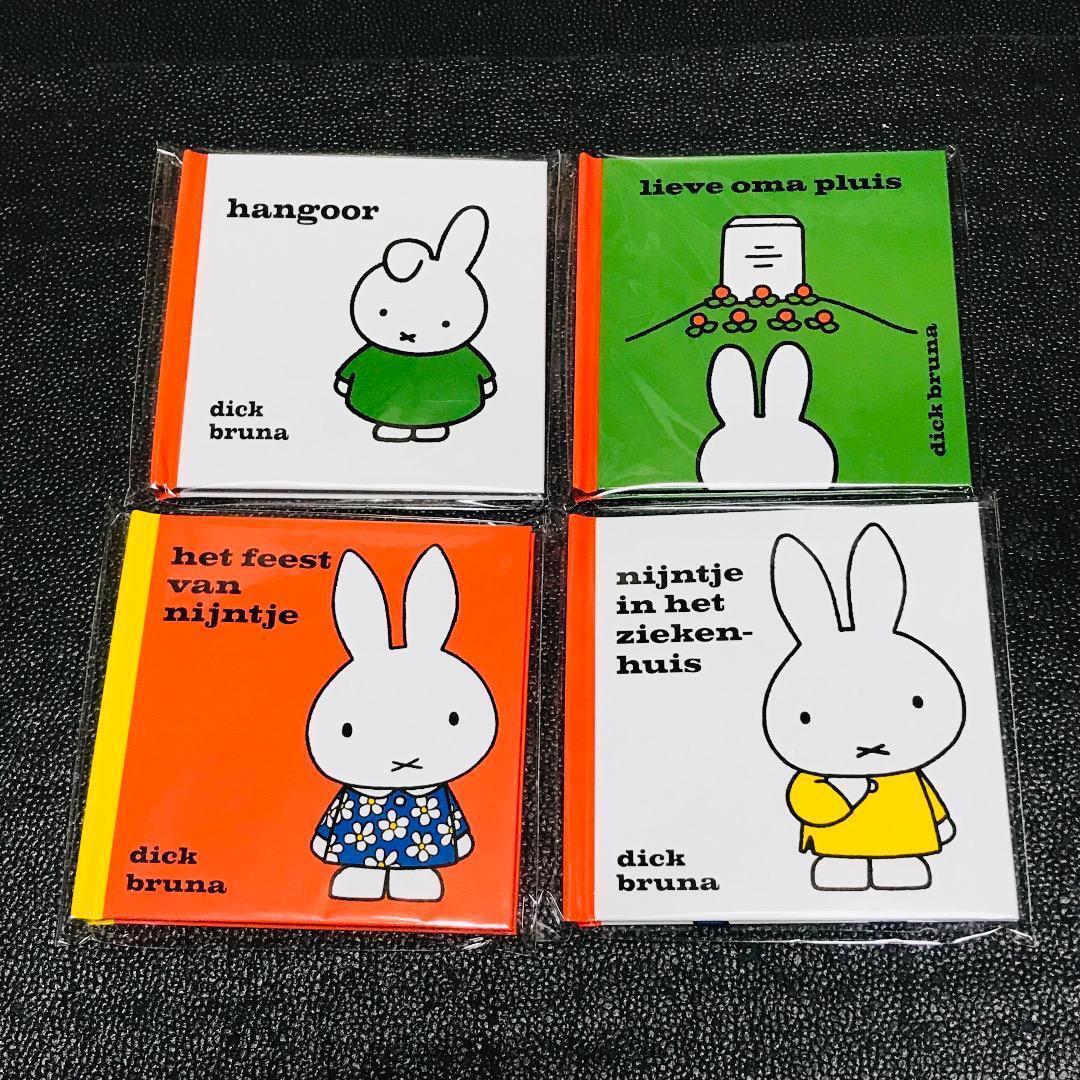 hangoor
dick
bruna
lieve oma pluis
dick bruna
het feest
van
nijntje
dick
bruna
nijntje
in het
zieken-
huis
dick
bruna